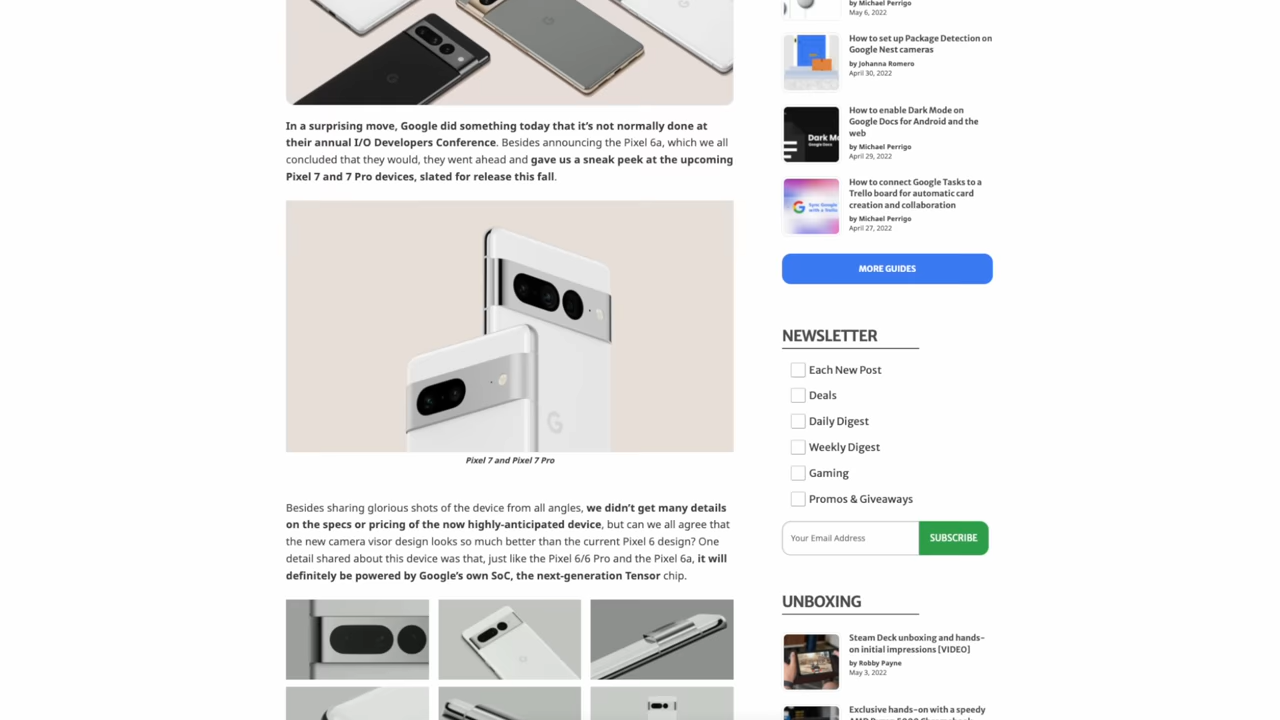 In a surprising move, Google did something today that it's not normally done at
their annual I/O Developers Conference. Besides announcing the Pixel 6a, which we all
concluded that they would, they went ahead and gave us a sneak peek at the upcoming
Pixel 7 and 7 Pro devices, slated for release this fall.
Pixel 7 and Pixel 7 Pro
Besides sharing glorious shots of the device from all angles, we didn't get many details
on the specs or pricing of the now highly-anticipated device, but can we all agree that
the new camera visor design looks so much better than the current Pixel 6 design? One
detail shared about this device was that, just like the Pixel 6/6 Pro and the Pixel 6a, it will
definitely be powered by Google's own SoC, the next-generation Tensor chip.
by Michael Perrigo
May 6, 2022
How to set up Package Detection on
Google Nest cameras
by Johanna Romero
April 30, 2022
Dark M
Google Docs
How to enable Dark Mode on
Google Docs for Android and the
web
by Michael Perrigo
April 29, 2022
Sync Google
with a Trello
How to connect Google Tasks to a
Trello board for automatic card
creation and collaboration
by Michael Perrigo
April 27, 2022
MORE GUIDES
NEWSLETTER
Each New Post
Deals
Daily Digest
Weekly Digest
Gaming
Promos & Giveaways
Your Email Address
SUBSCRIBE
UNBOXING
Steam Deck unboxing and hands-
on initial impressions [VIDEO]
by Robby Payne
May 3, 2022
Exclusive hands-on with a speedy